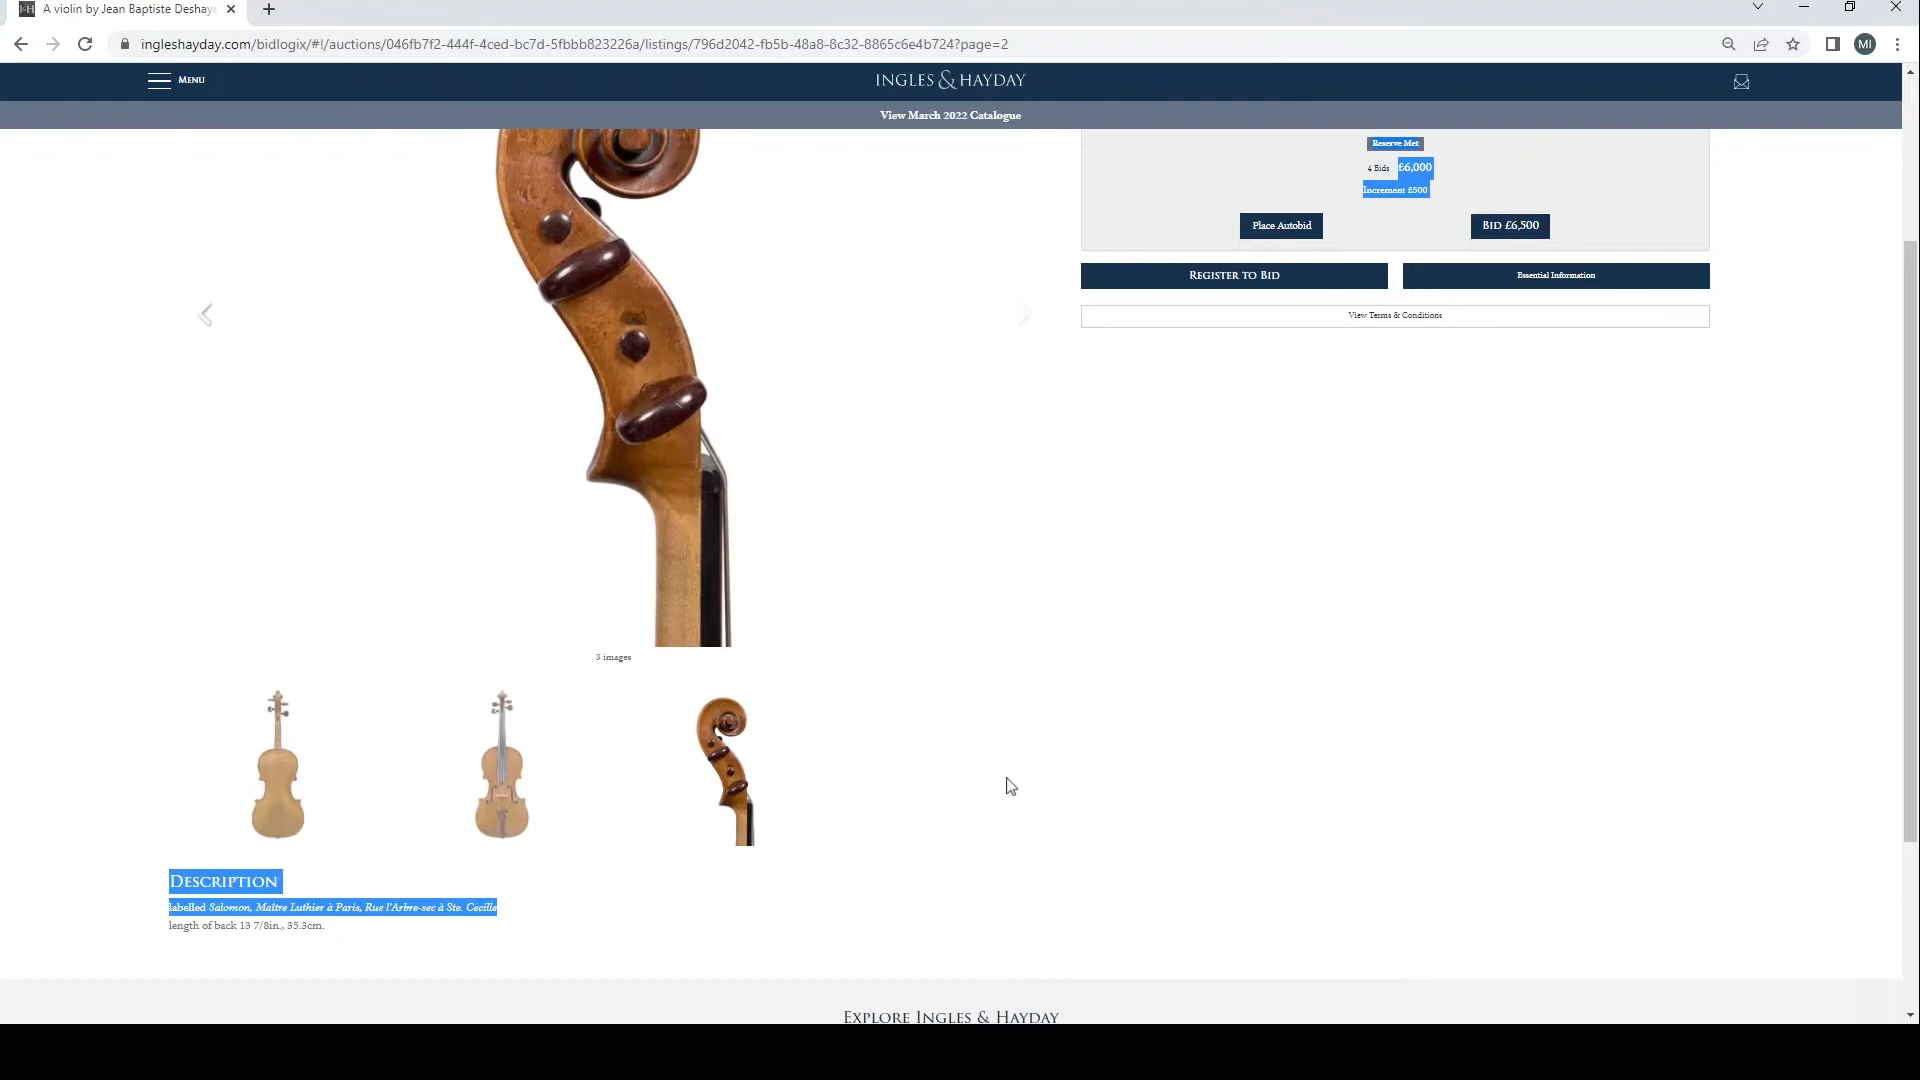 A violin by Jean Baptiste Deshaye
ingleshayday.com/bidlogix/#!/auctions/046fb7f2-444f-4ced-bc7d-5fbbb823226a/listings/796d2042-fb5b-48a8-8c32-8865c6e4b724?page=2
MI
Menu
INGLES & HAYDAY
View March 2022 Catalogue
Reserve Met
4 Bids £6,000
Increment £500
Place Autobid
Bid £6,500
Register to Bid
Essential Information
View Terms & Conditions
3 images
Description
labelled Salomon, Maître Luthier à Paris, Rue l'Arbre-sec à Ste. Cecille
length of back 13 7/8in., 35.3cm.
Explore Ingles & Hayday